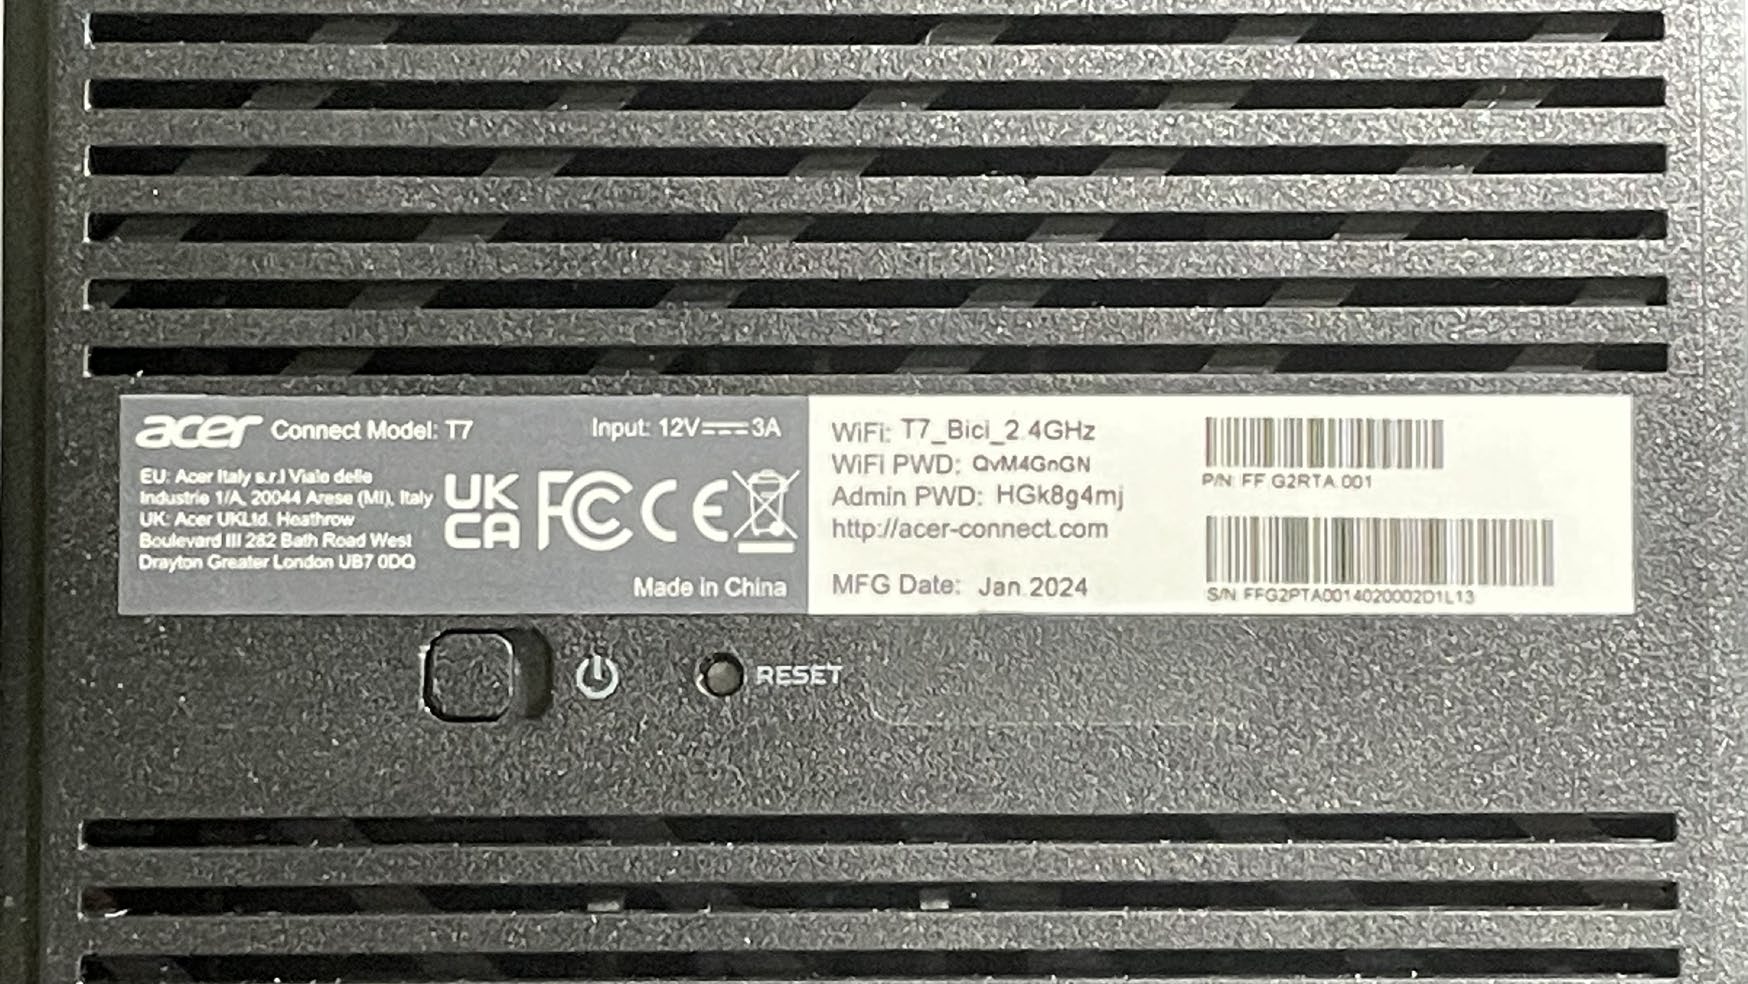 acer Connect Model: T7
Input: 12V⎓3A
EU: Acer Italy s.r.l Viale delle
Industrie 1/A, 20044 Arese (MI), Italy
UK: Acer UKLtd. Heathrow
Boulevard III 282 Bath Road West
Drayton Greater London UB7 0DQ
UK
CA
FC CE
Made in China
WiFi: T7_Bici_2.4GHz
WiFi PWD: QvM4GnGN
Admin PWD: HGk8g4mj
http://acer-connect.com
MFG Date: Jan 2024
P/N FF.G2RTA.001
S/N FFG2PTA0014020002D1L13
RESET